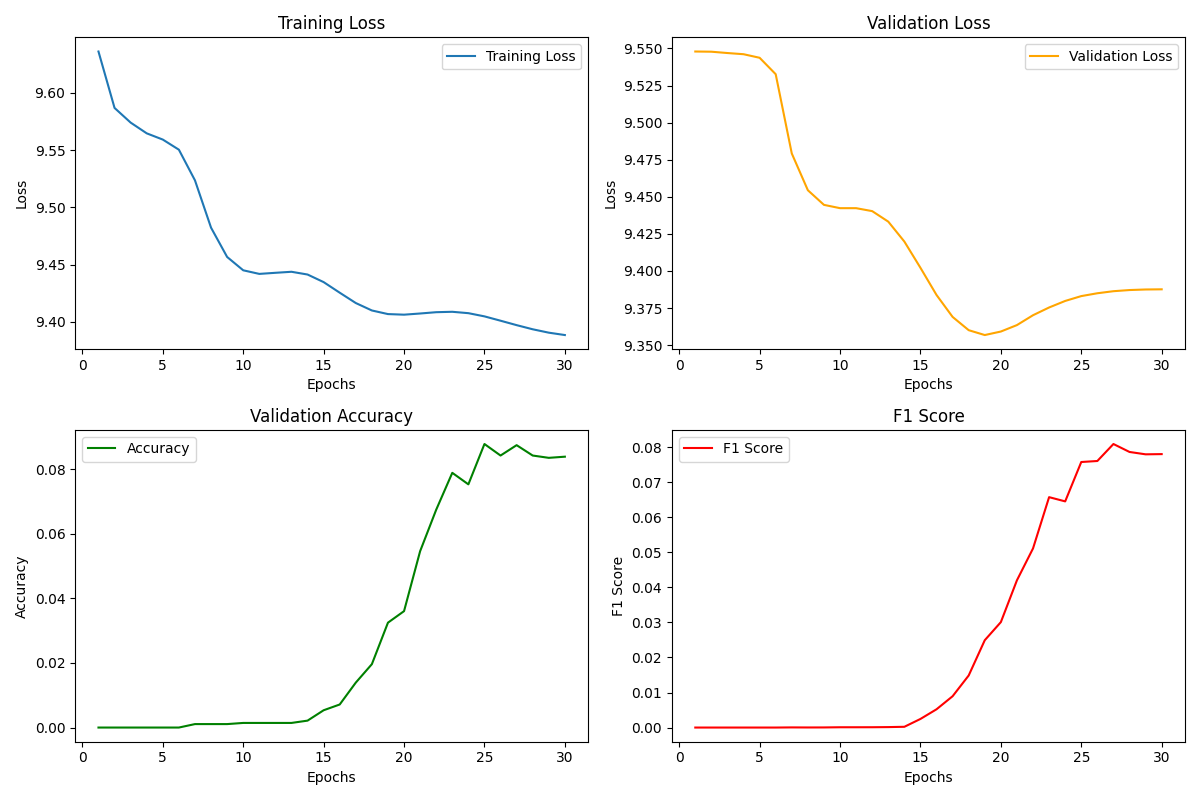 Training Loss
Training Loss
9.60
9.55
9.50
9.45
9.40
Loss
0 5 10 15 20 25 30
Epochs
Validation Loss
Validation Loss
9.550
9.525
9.500
9.475
9.450
9.425
9.400
9.375
9.350
Loss
0 5 10 15 20 25 30
Epochs
Validation Accuracy
Accuracy
0.08
0.06
0.04
0.02
0.00
Accuracy
0 5 10 15 20 25 30
Epochs
F1 Score
F1 Score
0.08
0.07
0.06
0.05
0.04
0.03
0.02
0.01
0.00
F1 Score
0 5 10 15 20 25 30
Epochs